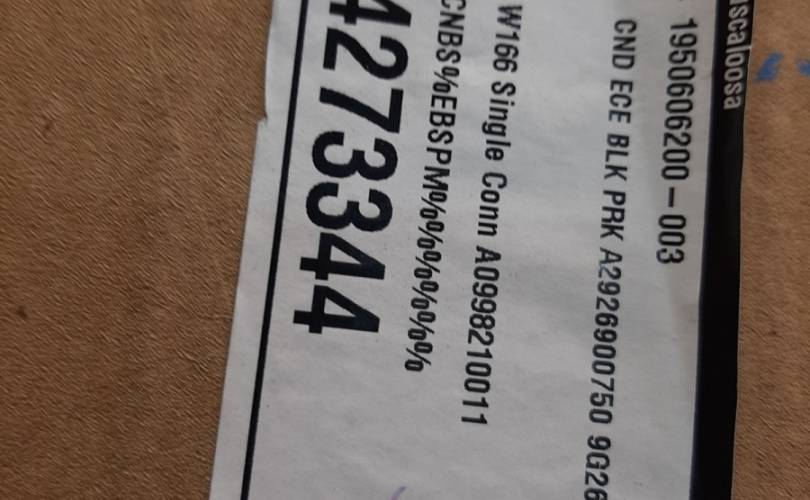 scaloosa
1950606200-003
CND ECE BLK PRK A2926900750 9G26
W166 Single Conn A0998210011
CNBS%EBSPM%%%%%%%
4273344